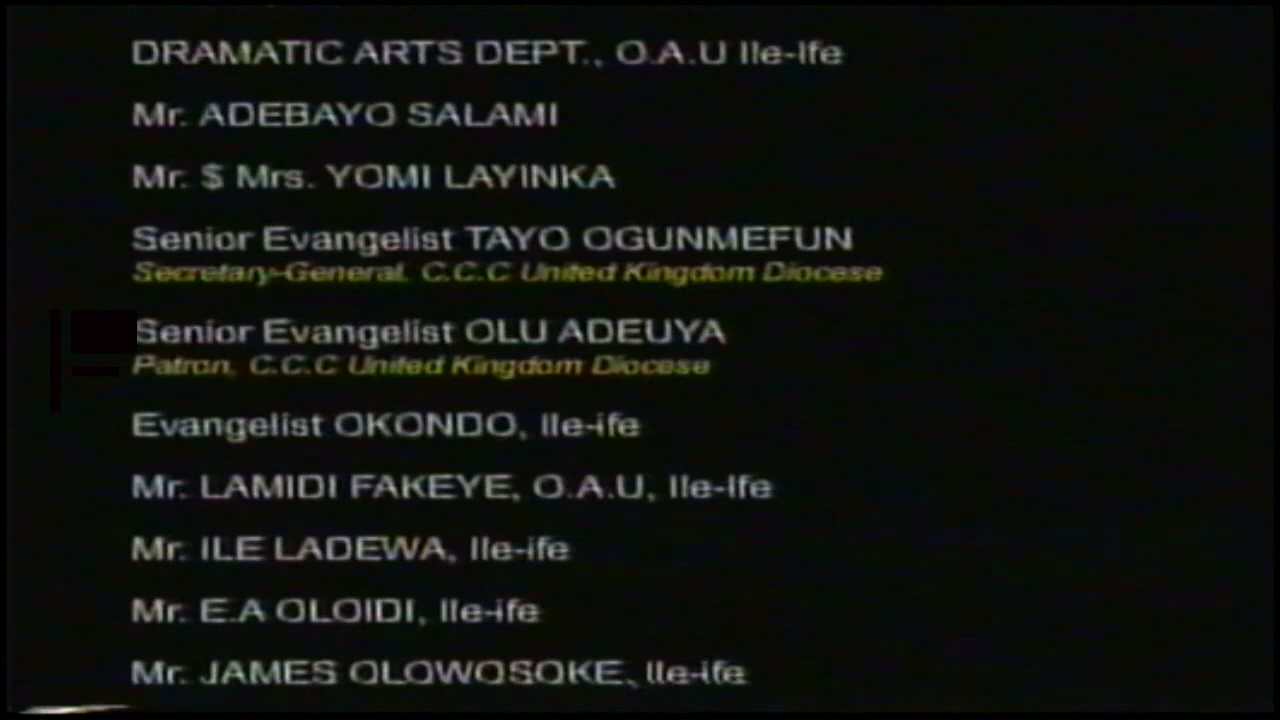 DRAMATIC ARTS DEPT., O.A.U Ile-Ife
Mr. ADEBAYO SALAMI
Mr. $ Mrs. YOMI LAYINKA
Senior Evangelist TAYO OGUNMEFUN
Secretary-General, C.C.C United Kingdom Diocese
Senior Evangelist OLU ADEUYA
Patron, C.C.C United Kingdom Diocese
Evangelist OKONDO, Ile-ife
Mr. LAMIDI FAKEYE, O.A.U, Ile-Ife
Mr. ILE LADEWA, Ile-ife
Mr. E.A OLOIDI, Ile-ife
Mr. JAMES OLOWOSOKE, Ile-ife